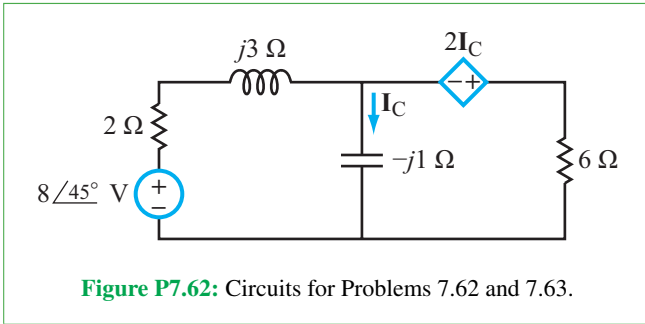 j3 Ω
2I_C
− +
I_C
2 Ω
−j1 Ω
6 Ω
8∠45° V
+
−
Figure P7.62: Circuits for Problems 7.62 and 7.63.